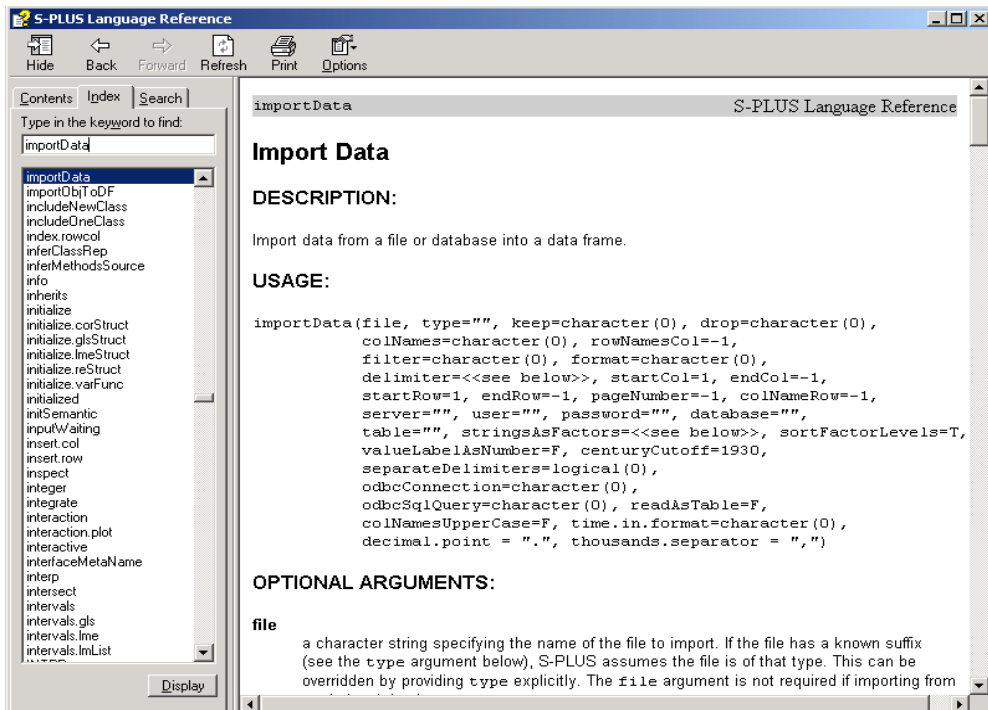 S-PLUS Language Reference
Hide Back Forward Refresh Print Options
Contents Index Search
Type in the keyword to find:
importData
importData
importObjToDF
includeNewClass
includeOneClass
index.rowcol
inferClassRep
inferMethodsSource
info
inherits
initialize
initialize.corStruct
initialize.glsStruct
initialize.lmeStruct
initialize.reStruct
initialize.varFunc
initialized
initSemantic
inputWaiting
insert.col
insert.row
inspect
integer
integrate
interaction
interaction.plot
interactive
interfaceMetaName
interp
intersect
intervals
intervals.gls
intervals.lme
intervals.lmList
Display
importData S-PLUS Language Reference
Import Data
DESCRIPTION:
Import data from a file or database into a data frame.
USAGE:
importData(file, type="", keep=character(0), drop=character(0),
colNames=character(0), rowNamesCol=-1,
filter=character(0), format=character(0),
delimiter=<<see below>>, startCol=1, endCol=-1,
startRow=1, endRow=-1, pageNumber=-1, colNameRow=-1,
server="", user="", password="", database="",
table="", stringsAsFactors=<<see below>>, sortFactorLevels=T,
valueLabelAsNumber=F, centuryCutoff=1930,
separateDelimiters=logical(0),
odbcConnection=character(0),
odbcSqlQuery=character(0), readAsTable=F,
colNamesUpperCase=F, time.in.format=character(0),
decimal.point = ".", thousands.separator = ",")
OPTIONAL ARGUMENTS:
file
a character string specifying the name of the file to import. If the file has a known suffix
(see the type argument below), S-PLUS assumes the file is of that type. This can be
overridden by providing type explicitly. The file argument is not required if importing from